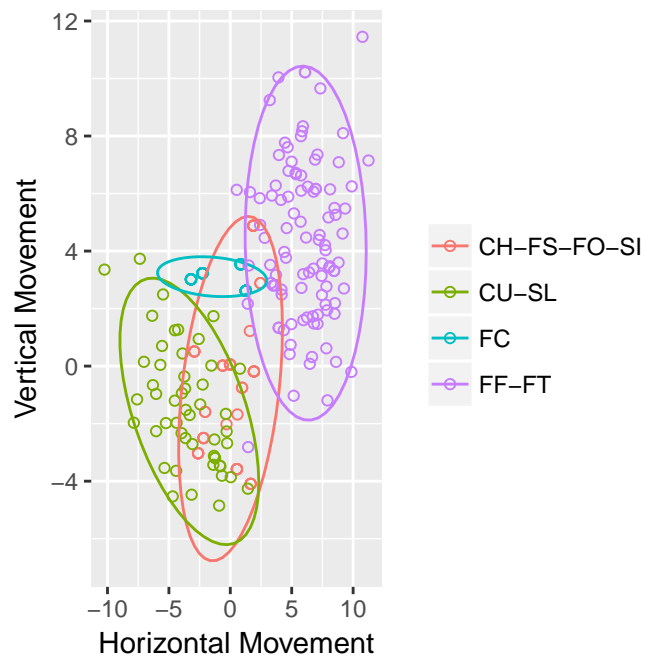 12
8
4
0
−4
−10 −5 0 5 10
Horizontal Movement
Vertical Movement
CH−FS−FO−SI
CU−SL
FC
FF−FT